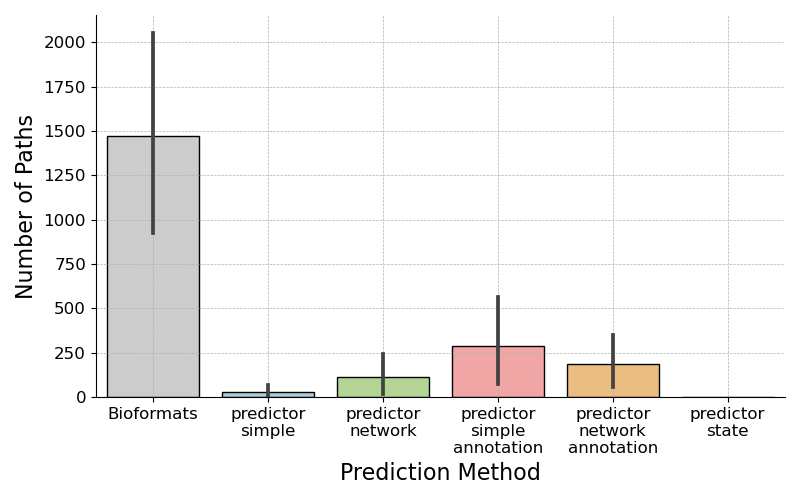 2000
1750
1500
1250
1000
750
500
250
0
Number of Paths
Bioformats
predictor
simple
predictor
network
predictor
simple
annotation
predictor
network
annotation
predictor
state
Prediction Method